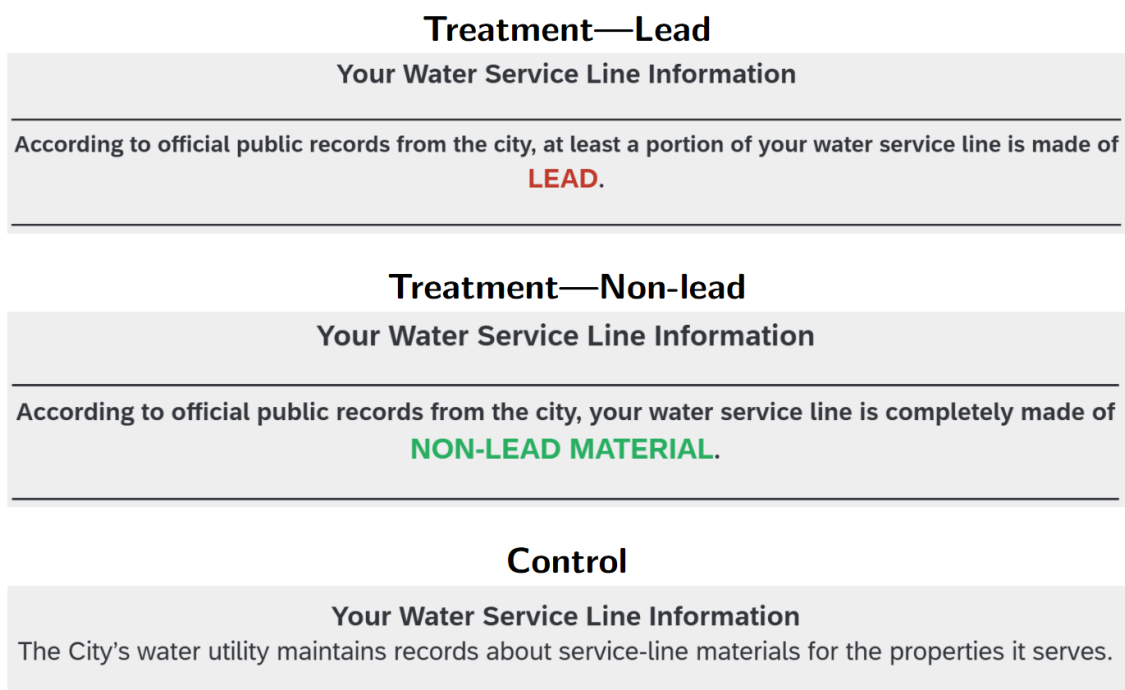 Treatment—Lead
Your Water Service Line Information
According to official public records from the city, at least a portion of your water service line is made of
LEAD.
Treatment—Non-lead
Your Water Service Line Information
According to official public records from the city, your water service line is completely made of
NON-LEAD MATERIAL.
Control
Your Water Service Line Information
The City’s water utility maintains records about service-line materials for the properties it serves.